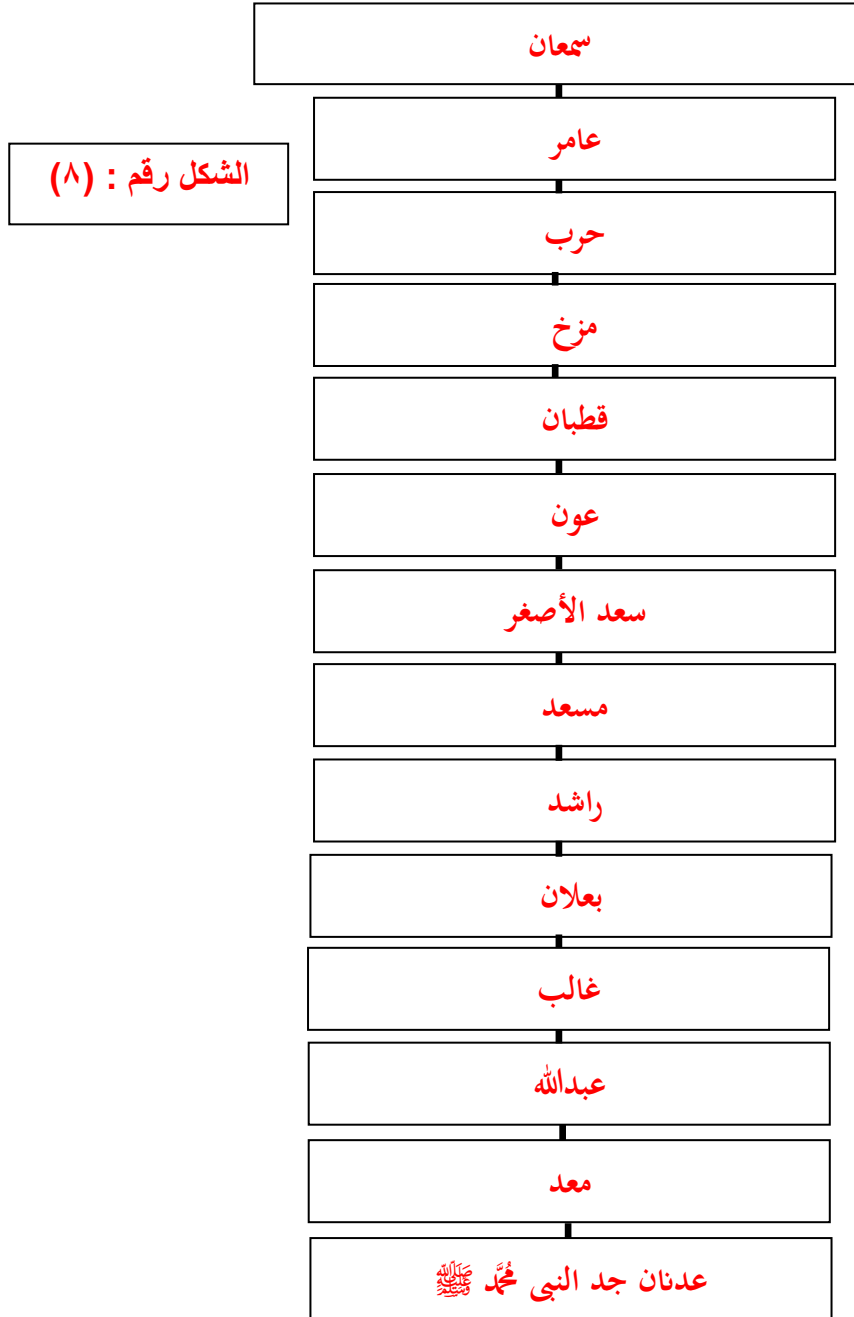 سمعان
عامر
الشكل رقم : (٨)
حرب
مزخ
قطبان
عون
سعد الأصغر
مسعد
راشد
بعلان
غالب
عبدالله
معد
عدنان جد النبى مُحَمَّد ﷺ